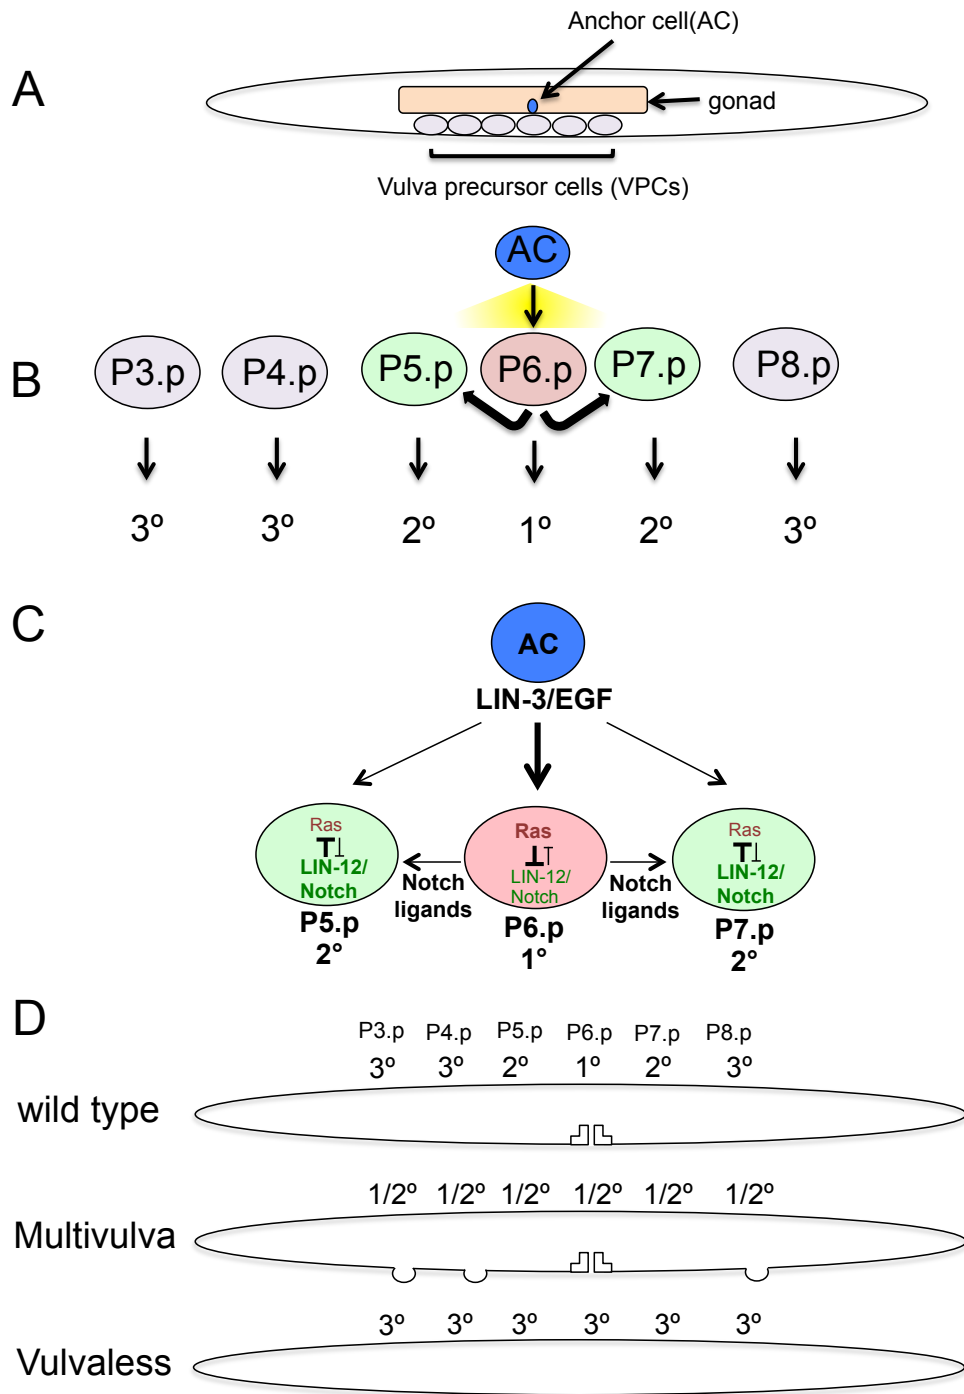 A
Anchor cell(AC)
gonad
Vulva precursor cells (VPCs)
B
AC
P3.p P4.p P5.p P6.p P7.p P8.p
3º 3º 2º 1º 2º 3º
C
AC
LIN-3/EGF
Ras
LIN-12/
Notch
P5.p
2°
Notch
ligands
Ras
LIN-12/
Notch
P6.p
1°
Notch
ligands
Ras
LIN-12/
Notch
P7.p
2°
D
P3.p P4.p P5.p P6.p P7.p P8.p
3º 3º 2º 1º 2º 3º
wild type
1/2º 1/2º 1/2º 1/2º 1/2º 1/2º
Multivulva
3º 3º 3º 3º 3º 3º
Vulvaless